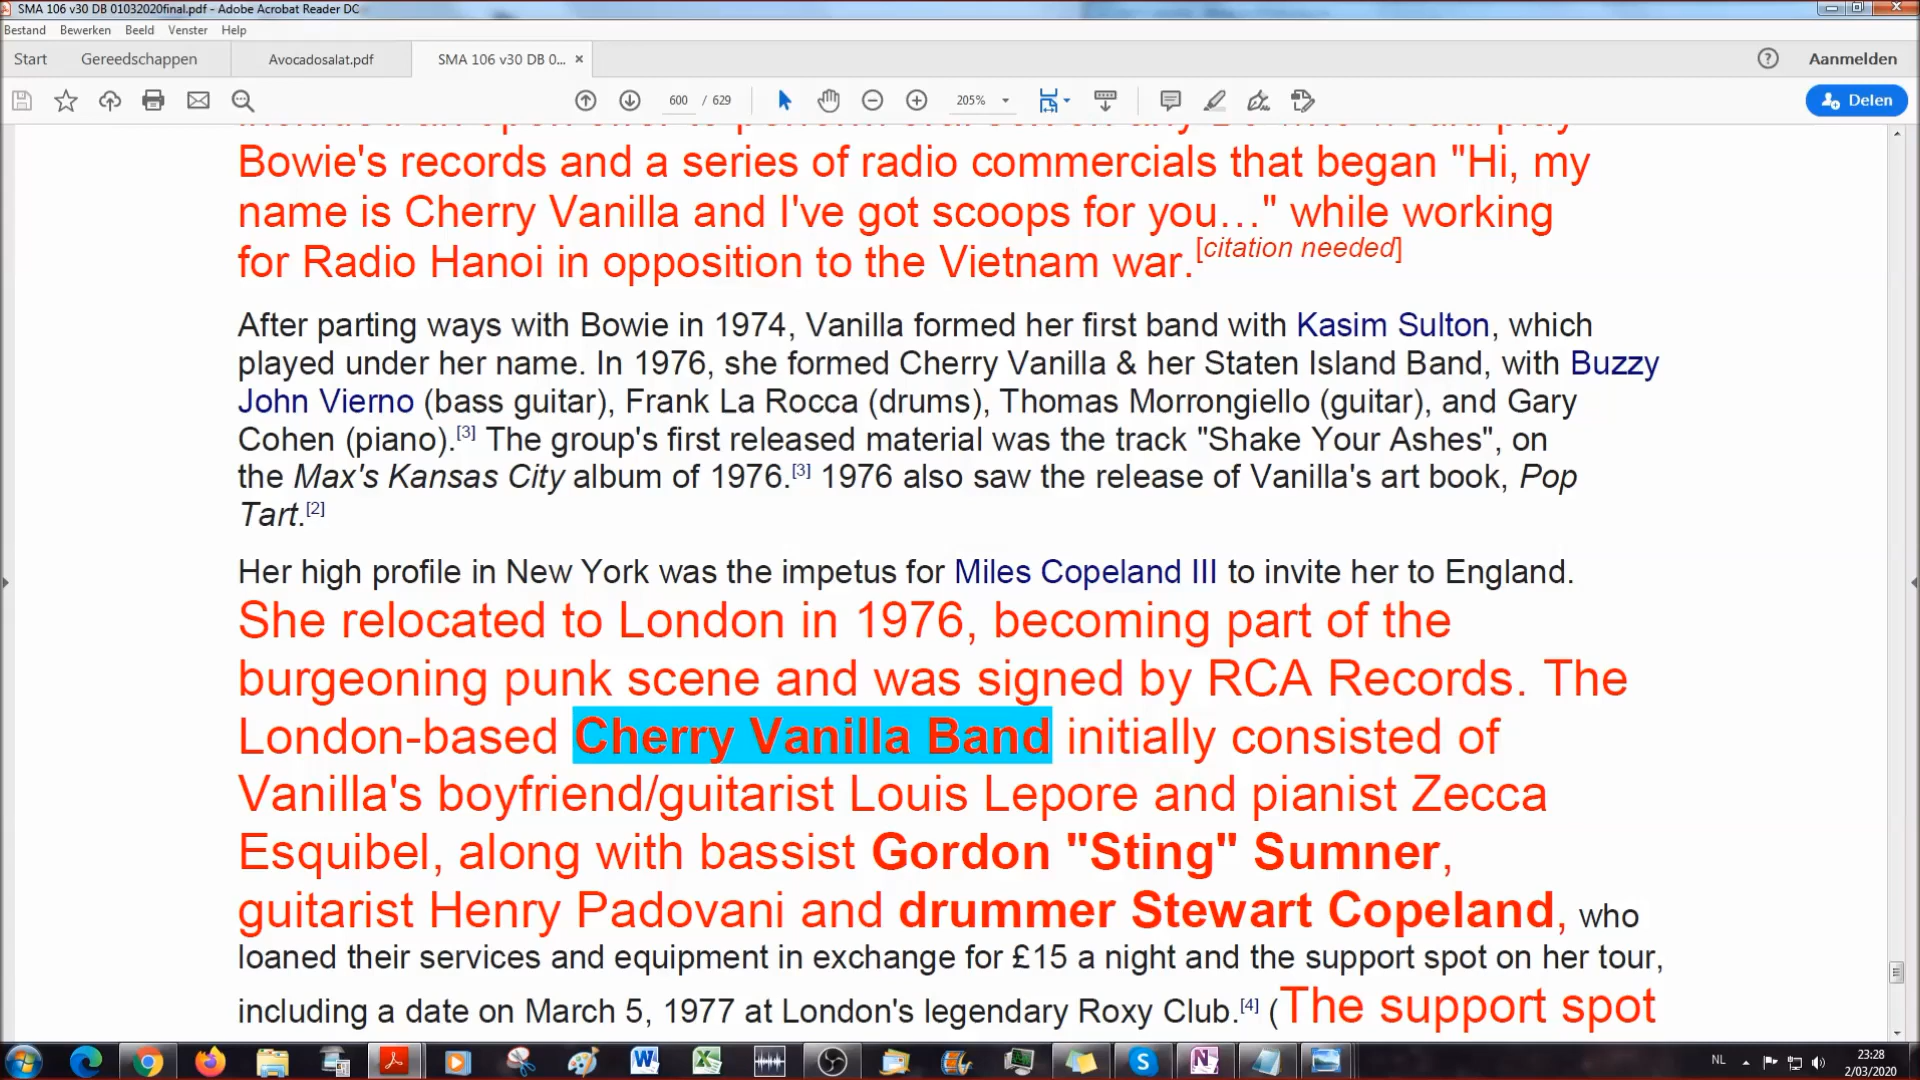 SMA 106 v30 DB 01032020final.pdf - Adobe Acrobat Reader DC
Bestand Bewerken Beeld Venster Help
Start Gereedschappen Avocadosalat.pdf SMA 106 v30 DB 0... × ? Aanmelden
600 / 629 205% Delen
Bowie's records and a series of radio commercials that began "Hi, my
name is Cherry Vanilla and I've got scoops for you…" while working
for Radio Hanoi in opposition to the Vietnam war.[citation needed]
After parting ways with Bowie in 1974, Vanilla formed her first band with Kasim Sulton, which
played under her name. In 1976, she formed Cherry Vanilla & her Staten Island Band, with Buzzy
John Vierno (bass guitar), Frank La Rocca (drums), Thomas Morrongiello (guitar), and Gary
Cohen (piano).[3] The group's first released material was the track "Shake Your Ashes", on
the Max's Kansas City album of 1976.[3] 1976 also saw the release of Vanilla's art book, Pop
Tart.[2]
Her high profile in New York was the impetus for Miles Copeland III to invite her to England.
She relocated to London in 1976, becoming part of the
burgeoning punk scene and was signed by RCA Records. The
London-based Cherry Vanilla Band initially consisted of
Vanilla's boyfriend/guitarist Louis Lepore and pianist Zecca
Esquibel, along with bassist Gordon "Sting" Sumner,
guitarist Henry Padovani and drummer Stewart Copeland, who
loaned their services and equipment in exchange for £15 a night and the support spot on her tour,
including a date on March 5, 1977 at London's legendary Roxy Club.[4] (The support spot
NL 23:28
2/03/2020